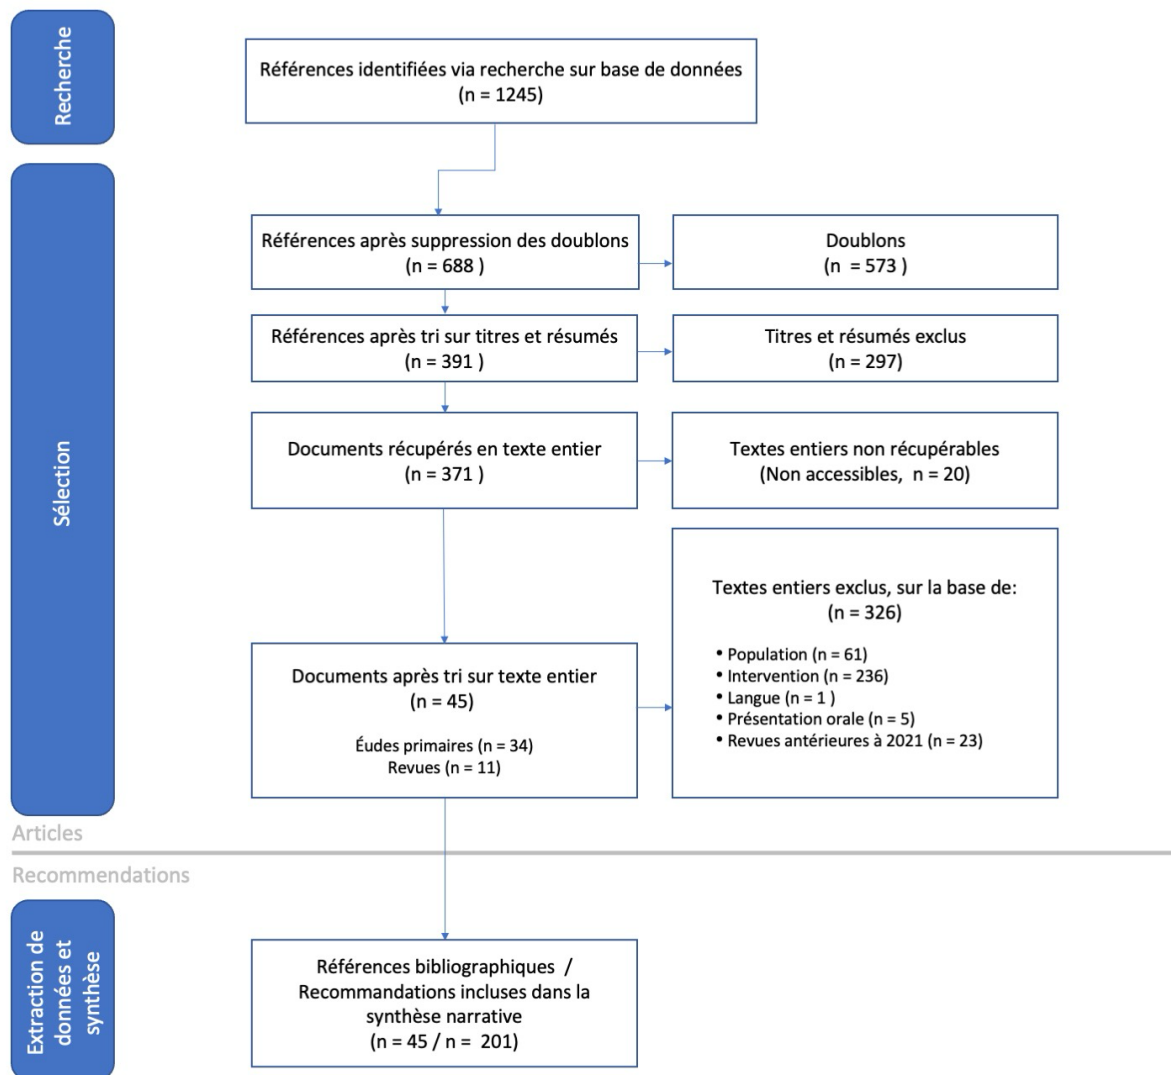 Recherche
Références identifiées via recherche sur base de données
(n = 1245)
Sélection
Références après suppression des doublons
(n = 688 )
Doublons
(n  = 573 )
Références après tri sur titres et résumés
(n = 391 )
Titres et résumés exclus
(n = 297)
Documents récupérés en texte entier
(n = 371 )
Textes entiers non récupérables
(Non accessibles,  n = 20)
Textes entiers exclus, sur la base de:
(n = 326)
• Population (n = 61)
• Intervention (n = 236)
• Langue (n = 1 )
• Présentation orale (n = 5)
• Revues antérieures à 2021 (n = 23)
Documents après tri sur texte entier
(n = 45)
Éudes primaires (n = 34)
Revues (n = 11)
Articles
Recommendations
Extraction de
données et
synthèse
Références bibliographiques  /
Recommandations incluses dans la
synthèse narrative
(n = 45 / n =  201)